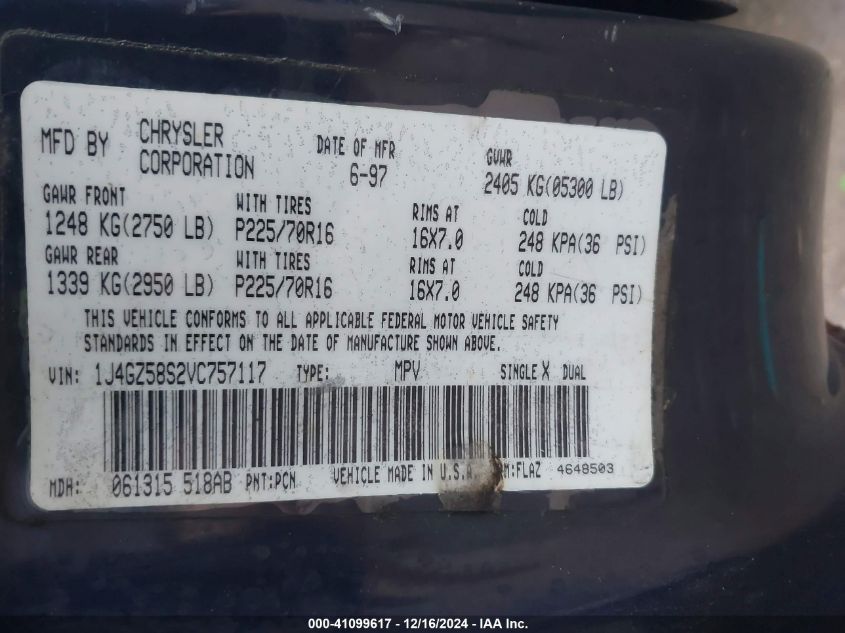 MFD BY CHRYSLER CORPORATION DATE OF MFR 6-97 GVWR 2405 KG(05300 LB)
GAWR FRONT WITH TIRES RIMS AT COLD
1248 KG(2750 LB) P225/70R16 16X7.0 248 KPA(36 PSI)
GAWR REAR WITH TIRES RIMS AT COLD
1339 KG(2950 LB) P225/70R16 16X7.0 248 KPA(36 PSI)
THIS VEHICLE CONFORMS TO ALL APPLICABLE FEDERAL MOTOR VEHICLE SAFETY
STANDARDS IN EFFECT ON THE DATE OF MANUFACTURE SHOWN ABOVE.
VIN: 1J4GZ58S2VC757117 TYPE: MPV SINGLE X DUAL
MDH: 061315 518AB PNT:PCN VEHICLE MADE IN U.S.A. M:FLAZ 4648503
000-41099617 - 12/16/2024 - IAA Inc.